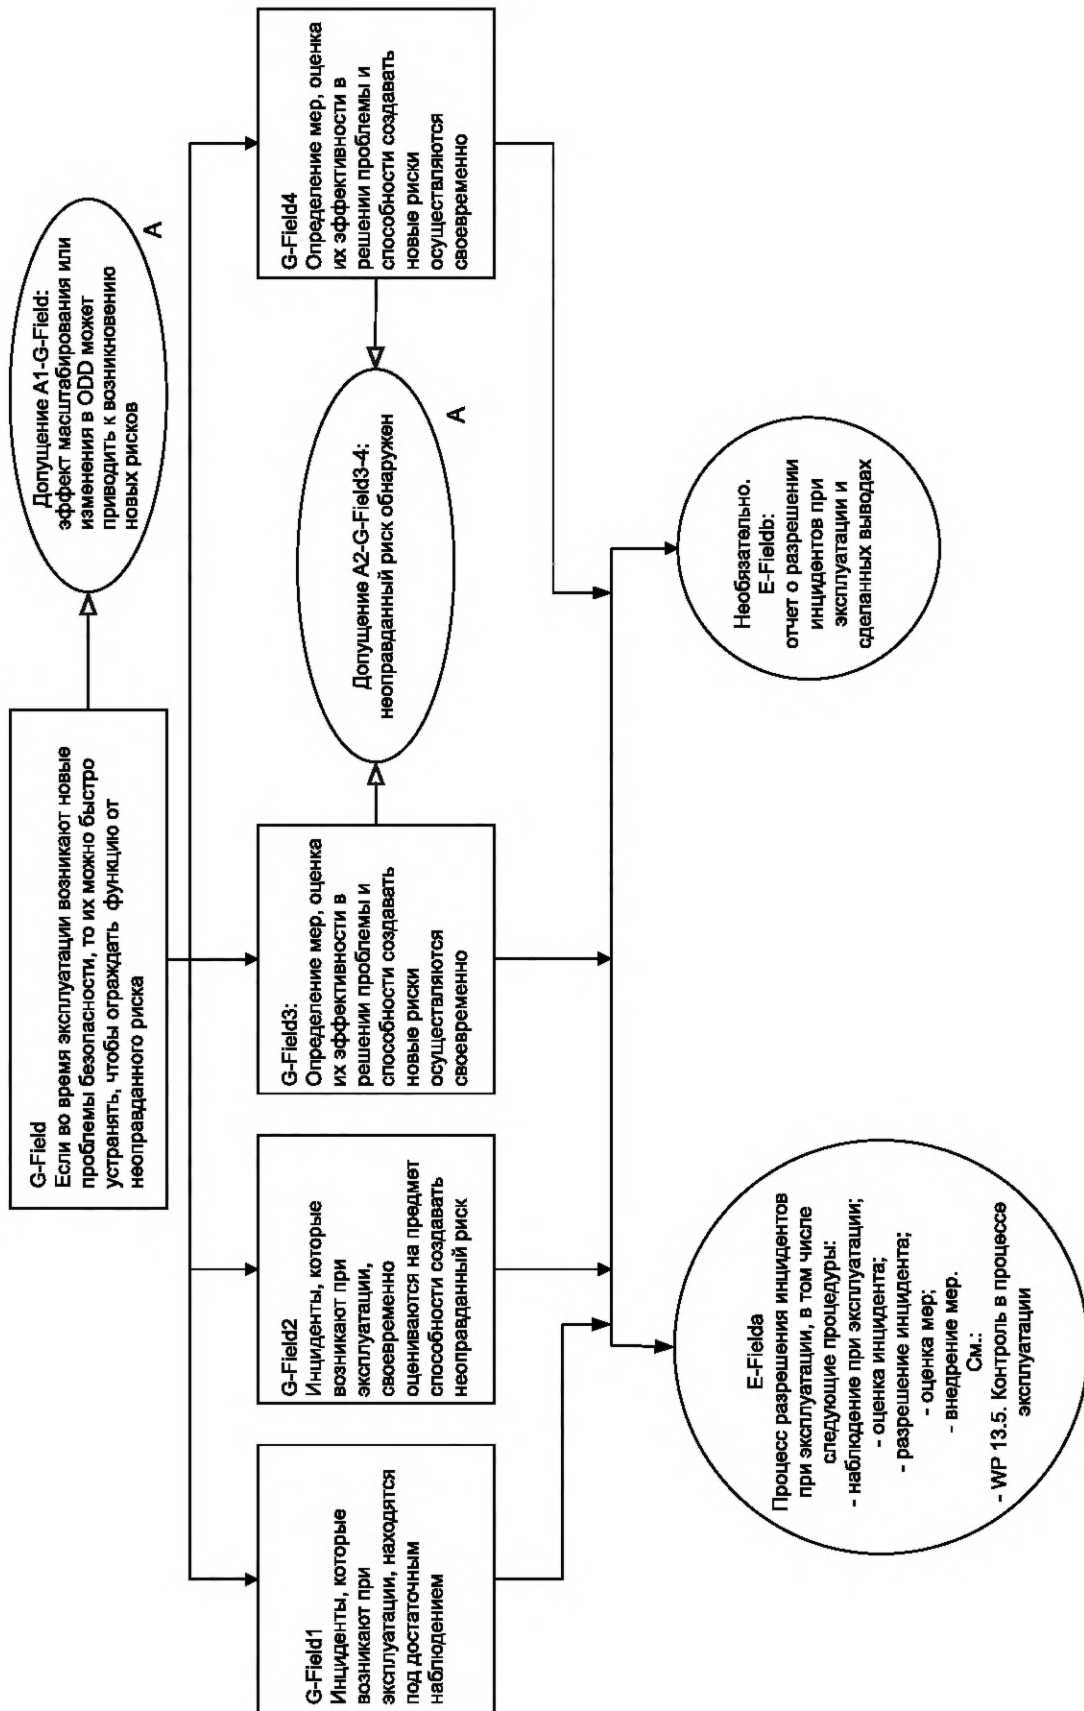 G-Field
Если во время эксплуатации возникают новые
проблемы безопасности, то их можно быстро
устранять, чтобы ограждать функцию от
неоправданного риска
Допущение A1-G-Field:
эффект масштабирования или
изменения в ODD может
приводить к возникновению
новых рисков
A
G-Field1
Инциденты, которые
возникают при
эксплуатации, находятся
под достаточным
наблюдением
G-Field2
Инциденты, которые
возникают при
эксплуатации,
своевременно
оцениваются на предмет
способности создавать
неоправданный риск
G-Field3:
Определение мер, оценка
их эффективности в
решении проблемы и
способности создавать
новые риски
осуществляются
своевременно
Допущение A2-G-Field3-4:
неоправданный риск обнаружен
A
G-Field4
Определение мер, оценка
их эффективности в
решении проблемы и
способности создавать
новые риски
осуществляются
своевременно
E-Fielda
Процесс разрешения инцидентов
при эксплуатации, в том числе
следующие процедуры:
- наблюдение при эксплуатации;
- оценка инцидента;
- разрешение инцидента;
- оценка мер;
- внедрение мер.
См.:
- WP 13.5. Контроль в процессе
эксплуатации
Необязательно.
E-Fieldb:
отчет о разрешении
инцидентов при
эксплуатации и
сделанных выводах